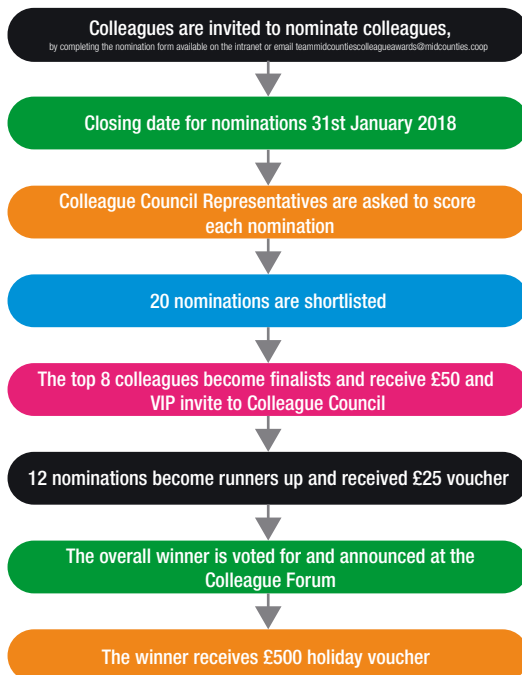 Colleagues are invited to nominate colleagues,
by completing the nomination form available on the intranet or email teammidcountiescolleagueawards@midcounties.coop
Closing date for nominations 31st January 2018
Colleague Council Representatives are asked to score
each nomination
20 nominations are shortlisted
The top 8 colleagues become finalists and receive £50 and
VIP invite to Colleague Council
12 nominations become runners up and received £25 voucher
The overall winner is voted for and announced at the
Colleague Forum
The winner receives £500 holiday voucher